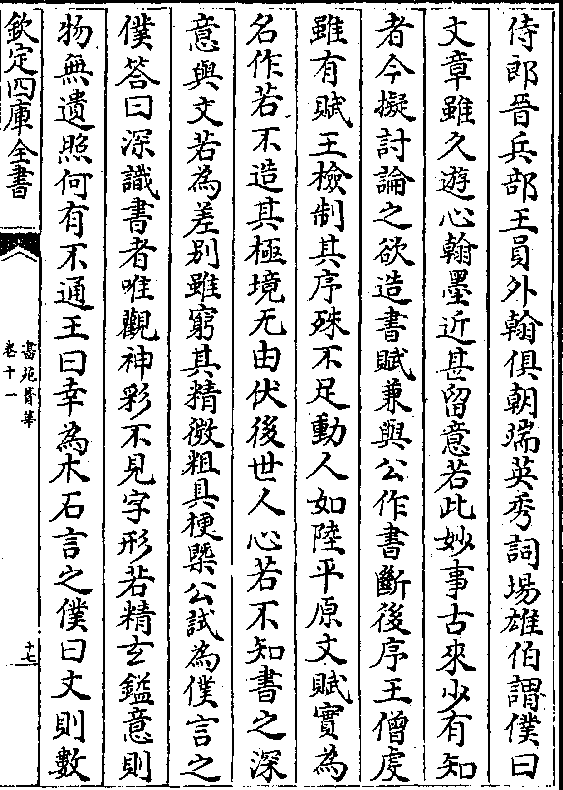 侍郎晉兵部王員外翰俱朝端英秀詞場雄伯謂僕曰
文章雖久遊心翰墨近甚留意若此妙事古來少有知
者今擬討論之欲造書賦兼與公作書斷後序王僧虔
雖有賦王檢制其序殊不足動人如陸平原文賦實為
名作若不造其極境无由伏後世人心若不知書之深
意與文若為差別雖窮其精微粗具梗槩公試為僕言之
僕答曰深識書者唯觀神彩不見字形若精玄鑑意則
物無遺照何有不通王曰幸為木石言之僕曰文則數
欽定四庫全書
書苑菁華
卷十一
十七